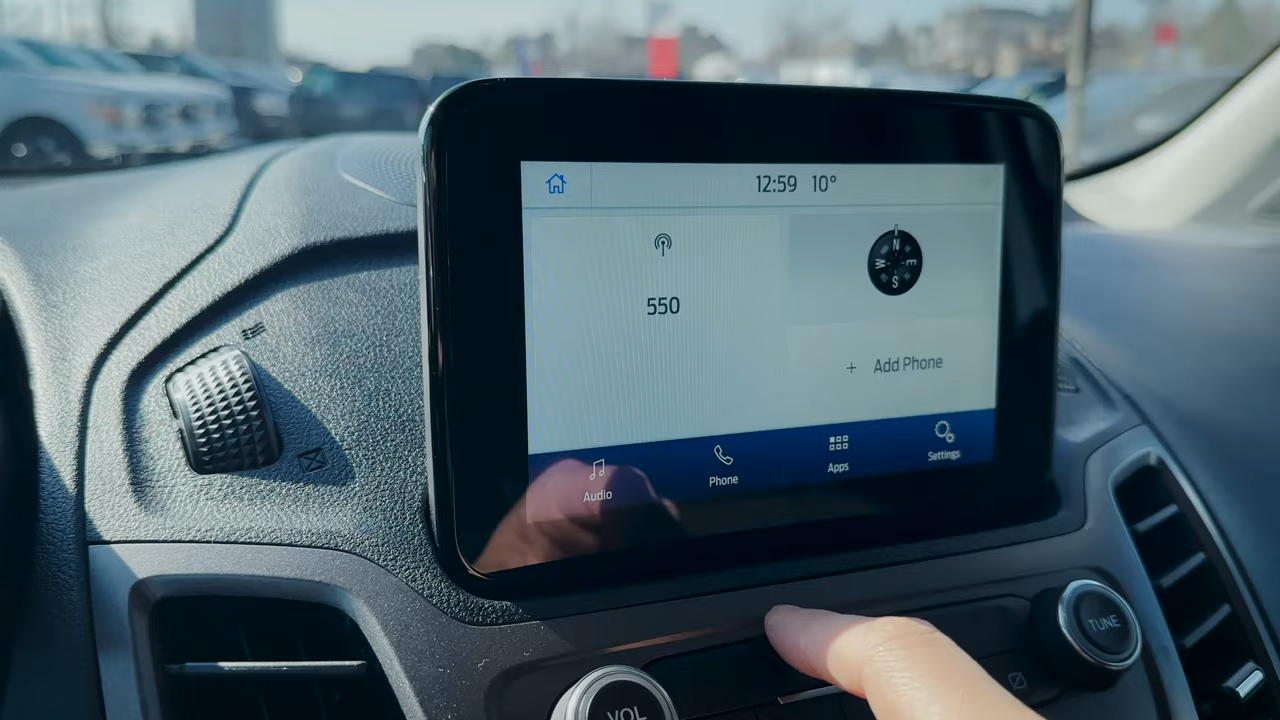 12:59 10°
550
N
W E
S
+ Add Phone
Audio
Phone
Apps
Settings
TUNE
VOL